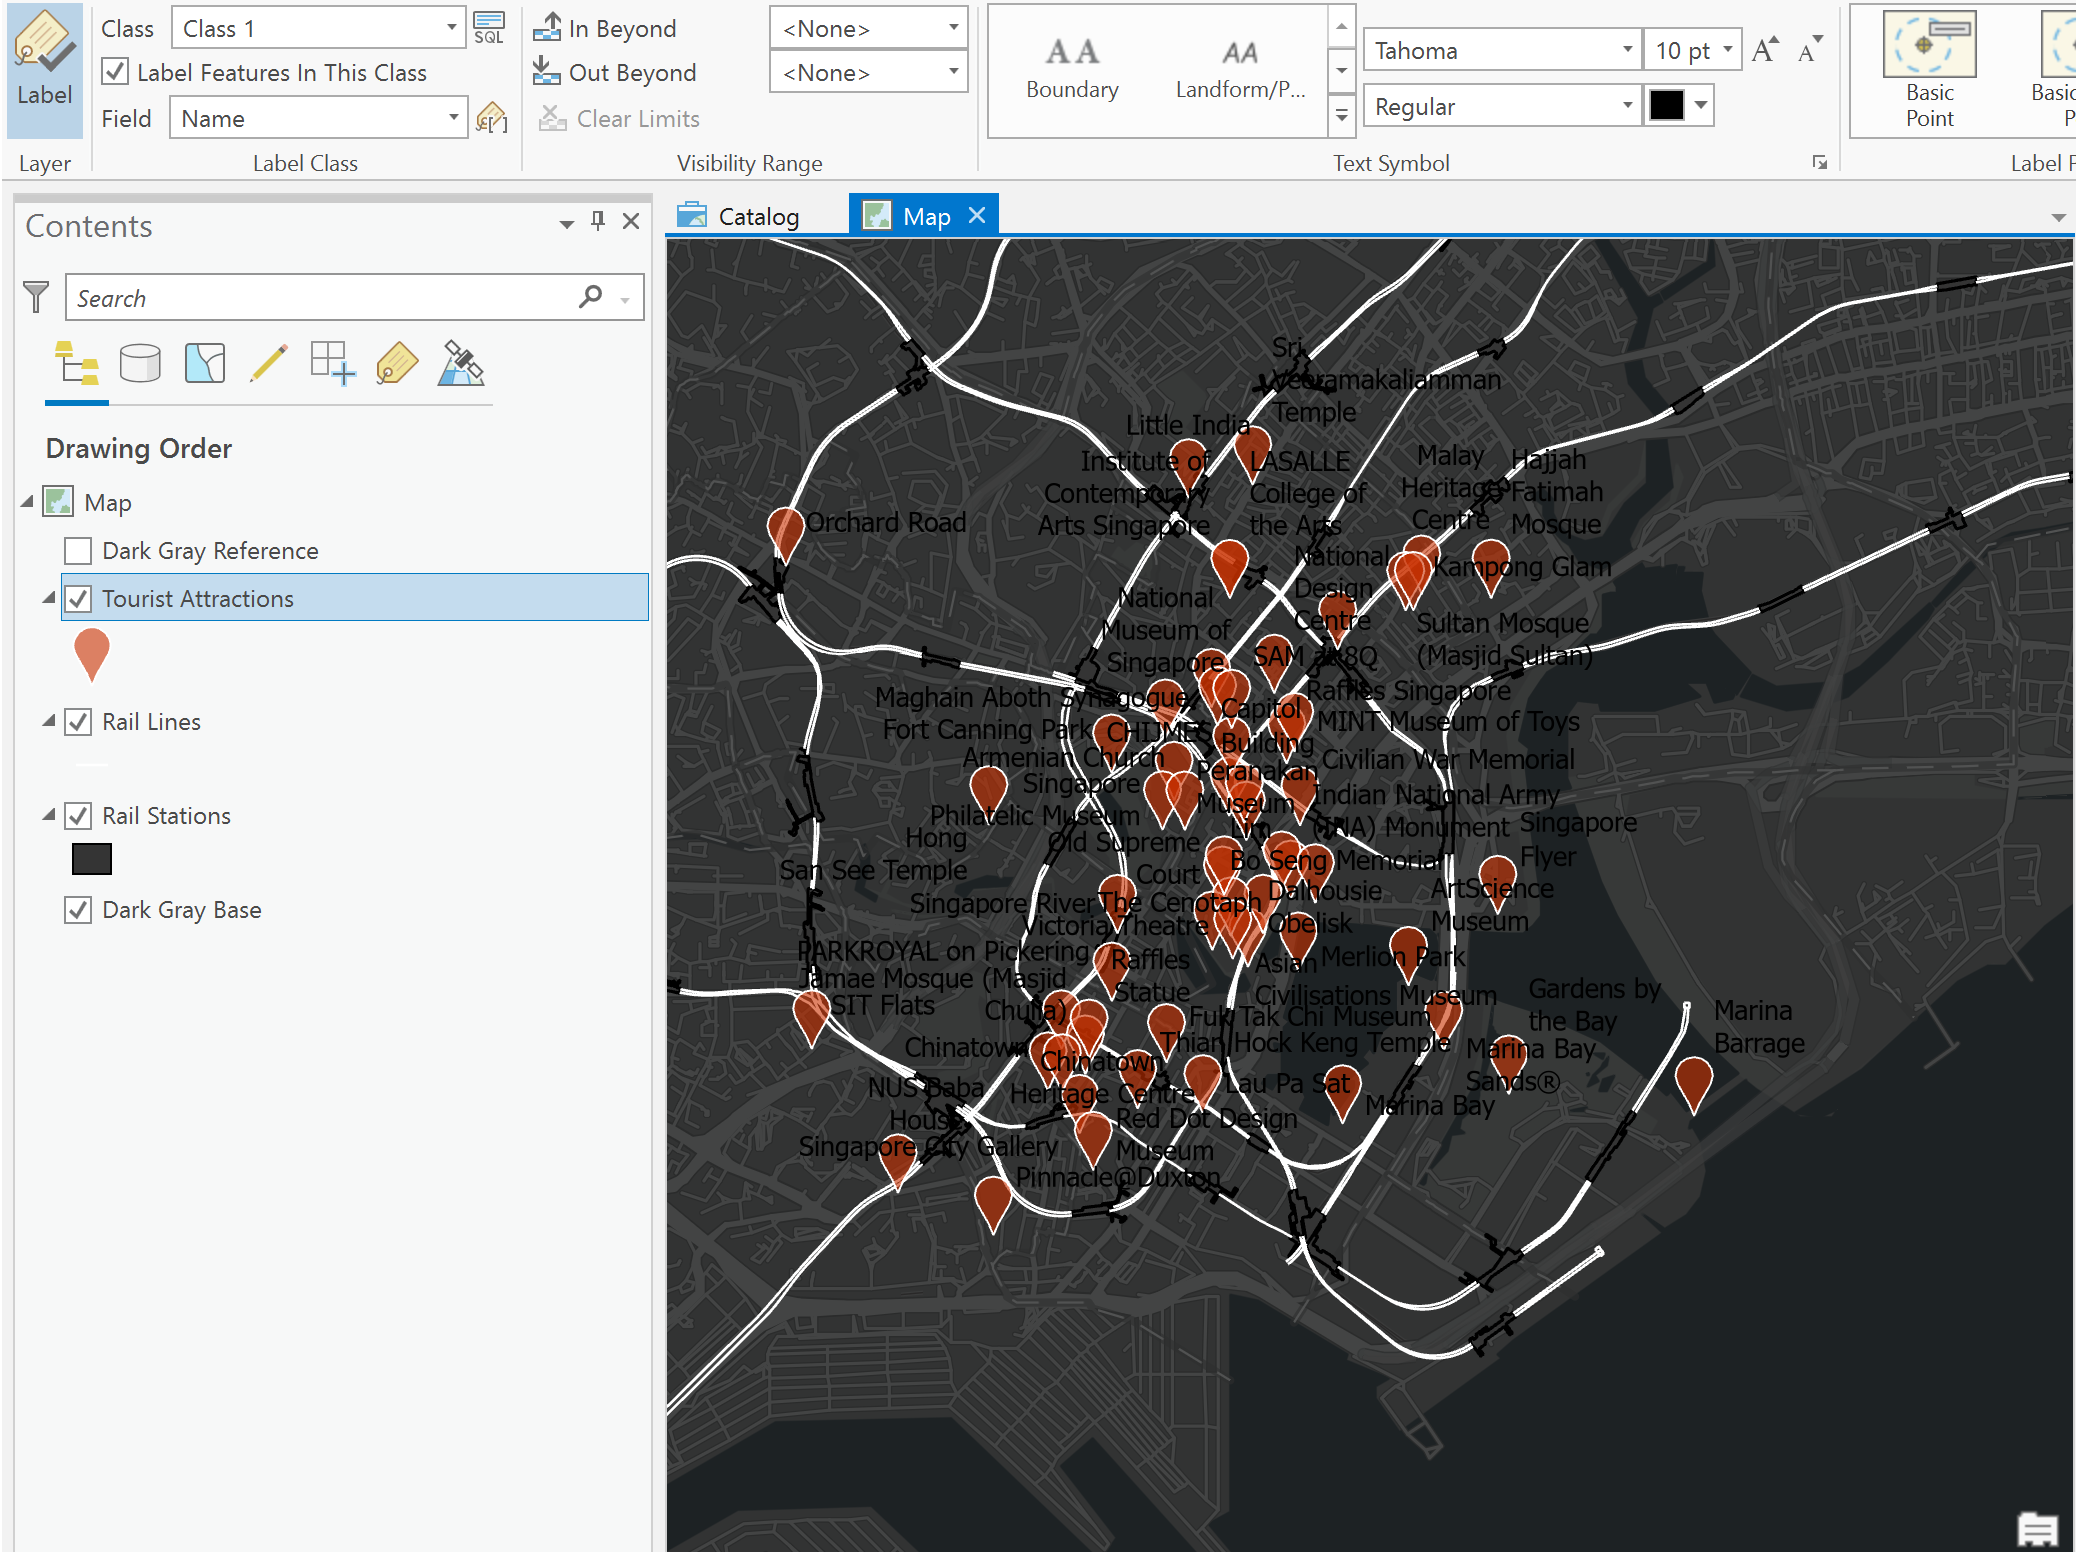 Label
Layer
Class
Class 1
SQL
Label Features In This Class
Field
Name
Label Class
In Beyond
<None>
Out Beyond
<None>
Clear Limits
Visibility Range
AA
Boundary
AA
Landform/P...
Tahoma
10 pt
A
A
Regular
Text Symbol
Basic
Point
Basic
P
Label P
Contents
Search
Drawing Order
Map
Dark Gray Reference
Tourist Attractions
Rail Lines
Rail Stations
Dark Gray Base
Catalog
Map
Sri
Veeramakaliamman
Temple
Little India
Institute of
Contemporary
Arts Singapore
LASALLE
College of
the Arts
Malay
Heritage
Centre
Hajjah
Fatimah
Mosque
Orchard Road
National
Design
Centre
Kampong Glam
National
Museum of
Singapore
Sultan Mosque
(Masjid Sultan)
SAM at 8Q
Maghain Aboth Synagogue
Raffles Singapore
Capitol
Building
MINT Museum of Toys
Fort Canning Park
CHIJMES
Armenian Church
Civilian War Memorial
Peranakan
Museum
Singapore
Philatelic Museum
Indian National Army
(INA) Monument
Singapore
Flyer
Hong
San See Temple
Old Supreme
Court
Lim
Bo Seng Memorial
Dalhousie
Obelisk
ArtScience
Museum
Singapore River
The Cenotaph
Victoria Theatre
PARKROYAL on Pickering
Raffles
Statue
Asian
Civilisations Museum
Merlion Park
Jamae Mosque (Masjid
Chulia)
SIT Flats
Gardens by
the Bay
Marina
Barrage
Fuk Tak Chi Museum
Thian Hock Keng Temple
Chinatown
Chinatown
Heritage Centre
Marina Bay
Sands®
NUS Baba
House
Lau Pa Sat
Marina Bay
Red Dot Design
Museum
Singapore City Gallery
Pinnacle@Duxton